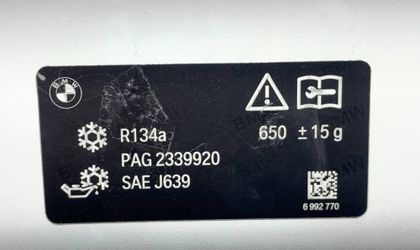 BMW
R134a 650 ± 15 g
PAG 2339920
SAE J639
6 992 770